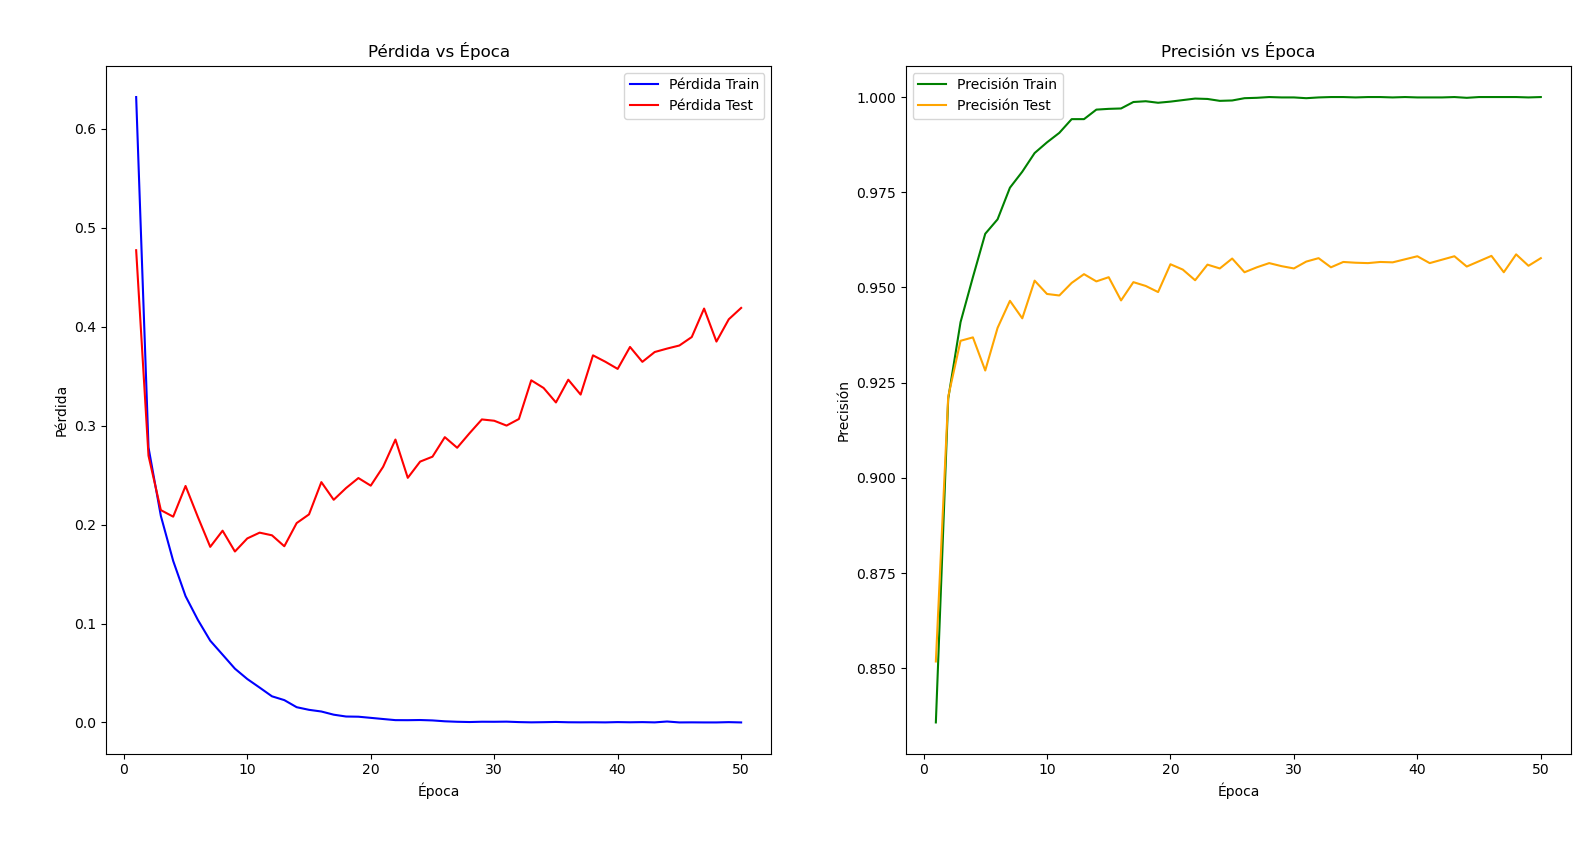 Pérdida vs Época
Pérdida Train
Pérdida Test
0.6
0.5
0.4
0.3
0.2
0.1
0.0
Pérdida
0
10
20
30
40
50
Época
Precisión vs Época
Precisión Train
Precisión Test
1.000
0.975
0.950
0.925
0.900
0.875
0.850
Precisión
0
10
20
30
40
50
Época